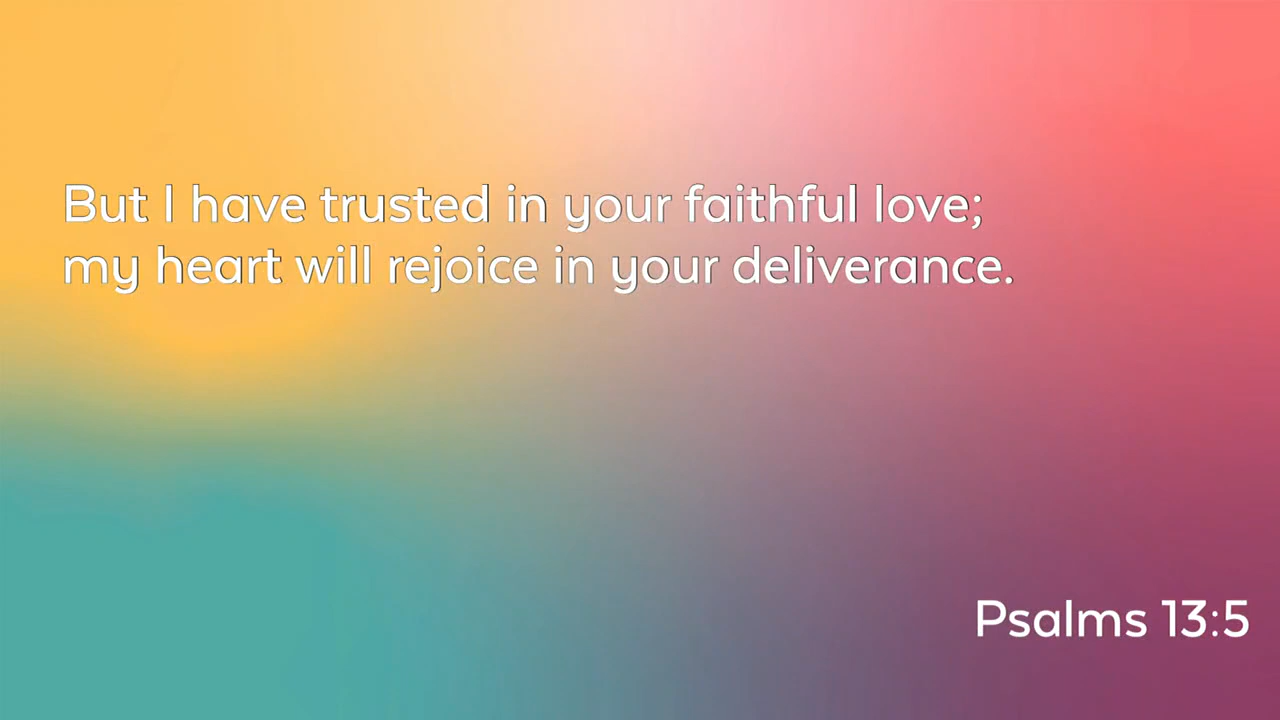 But I have trusted in your faithful love;
my heart will rejoice in your deliverance.
Psalms 13:5